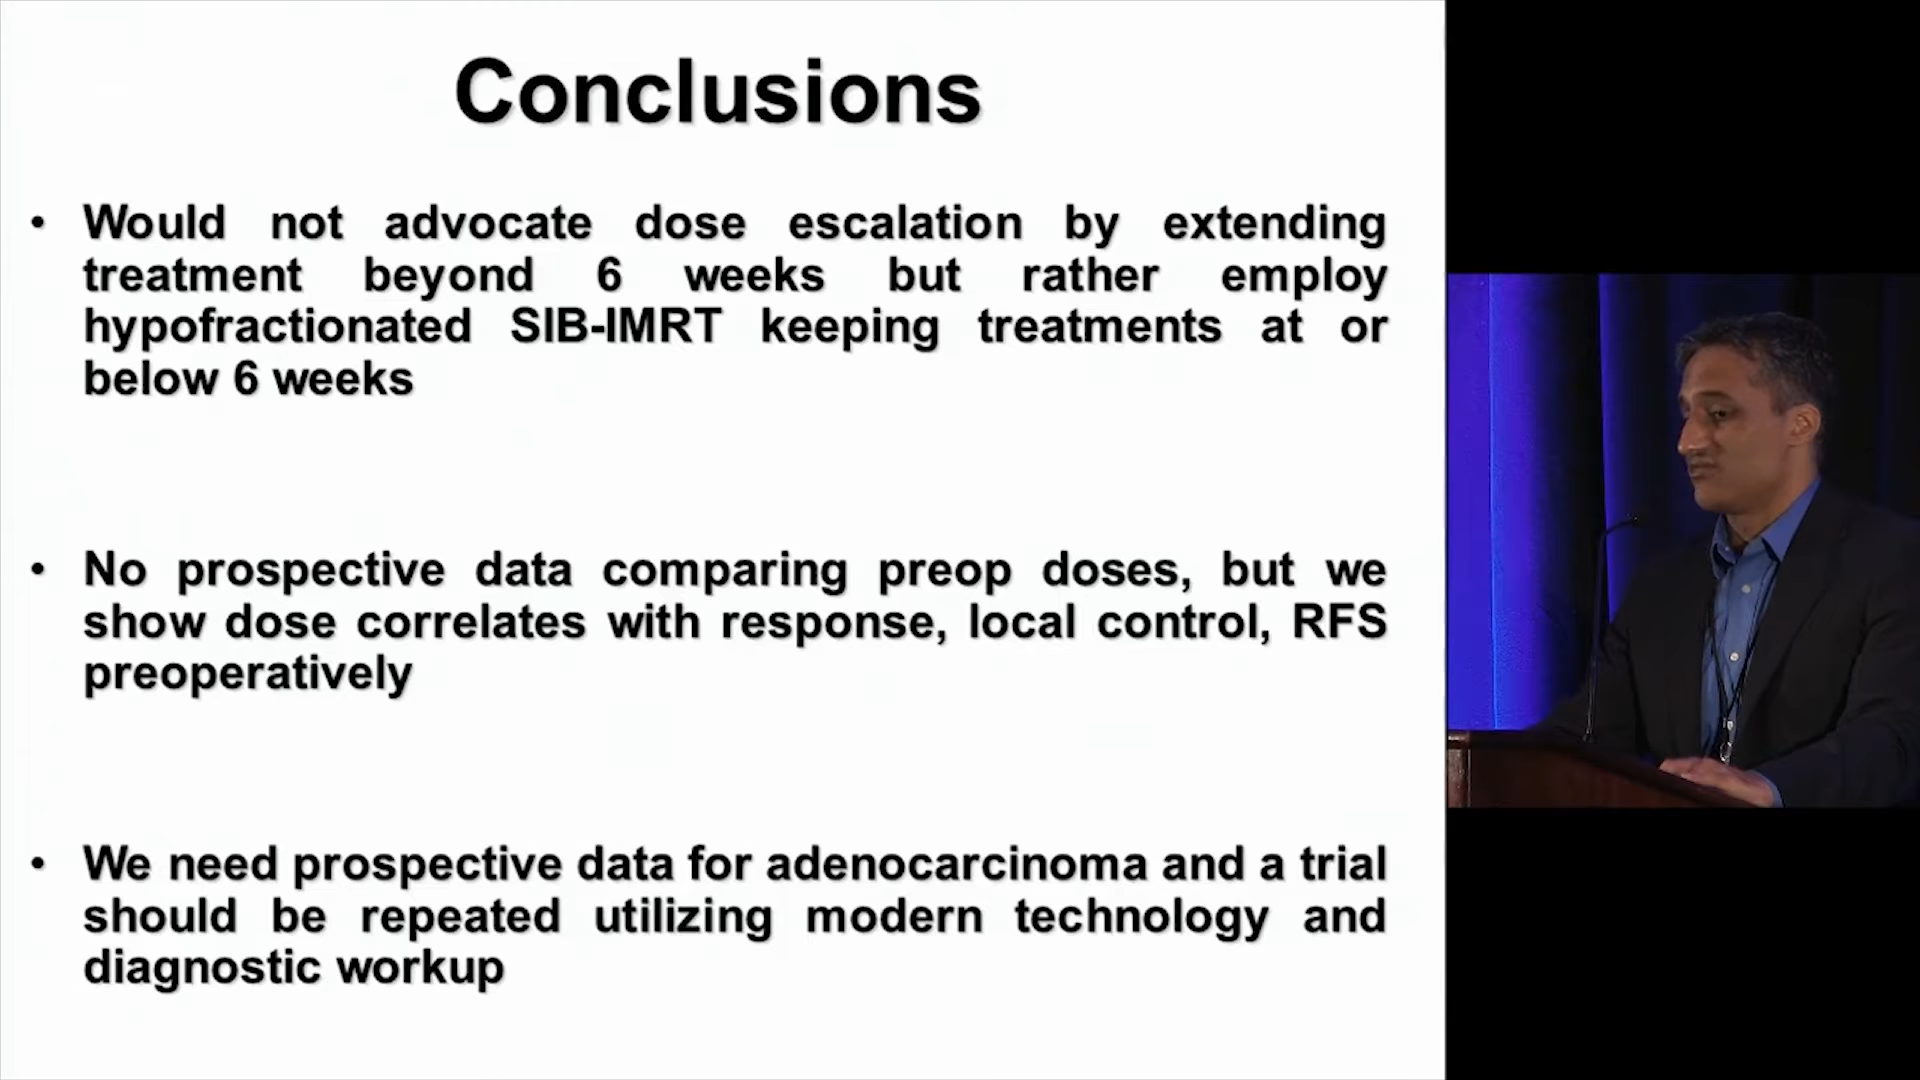 Conclusions
• Would not advocate dose escalation by extending
treatment beyond 6 weeks but rather employ
hypofractionated SIB-IMRT keeping treatments at or
below 6 weeks
• No prospective data comparing preop doses, but we
show dose correlates with response, local control, RFS
preoperatively
• We need prospective data for adenocarcinoma and a trial
should be repeated utilizing modern technology and
diagnostic workup